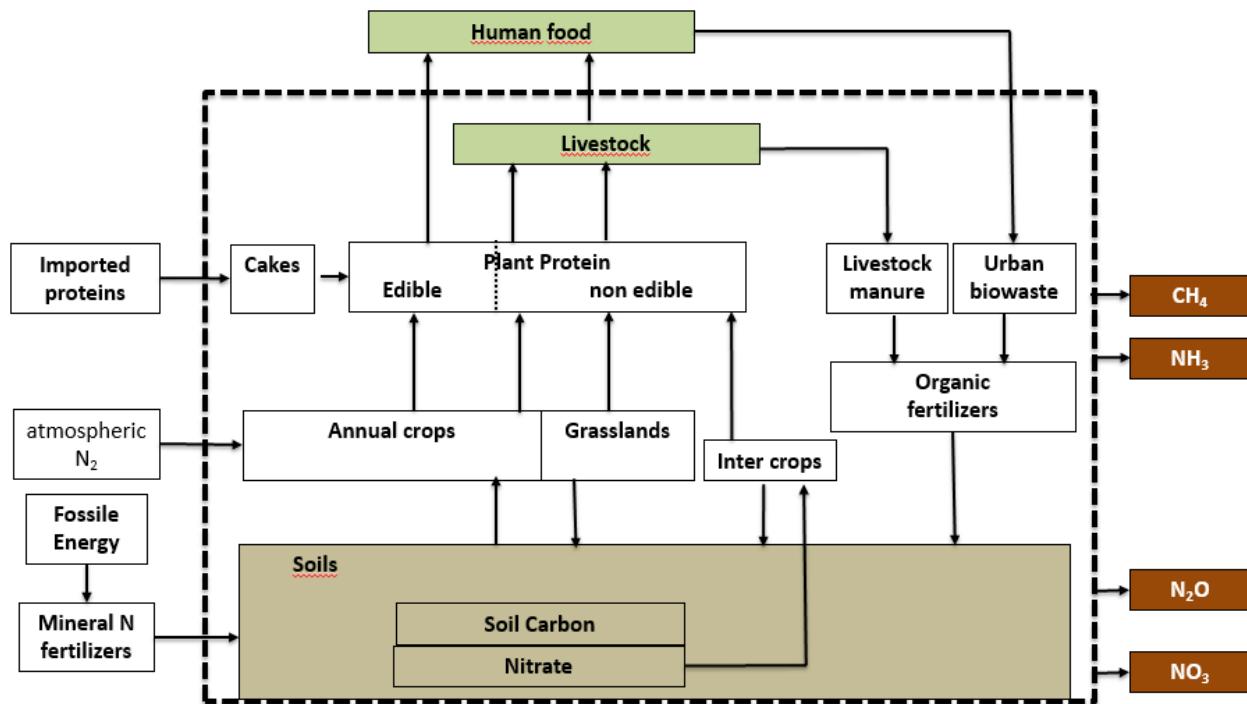 Human food
Livestock
Imported
proteins
Cakes
Plant Protein
Edible
non edible
Livestock
manure
Urban
biowaste
CH₄
NH₃
Organic
fertilizers
atmospheric
N₂
Annual crops
Grasslands
Inter crops
Fossile
Energy
Soils
Mineral N
fertilizers
Soil Carbon
Nitrate
N₂O
NO₃